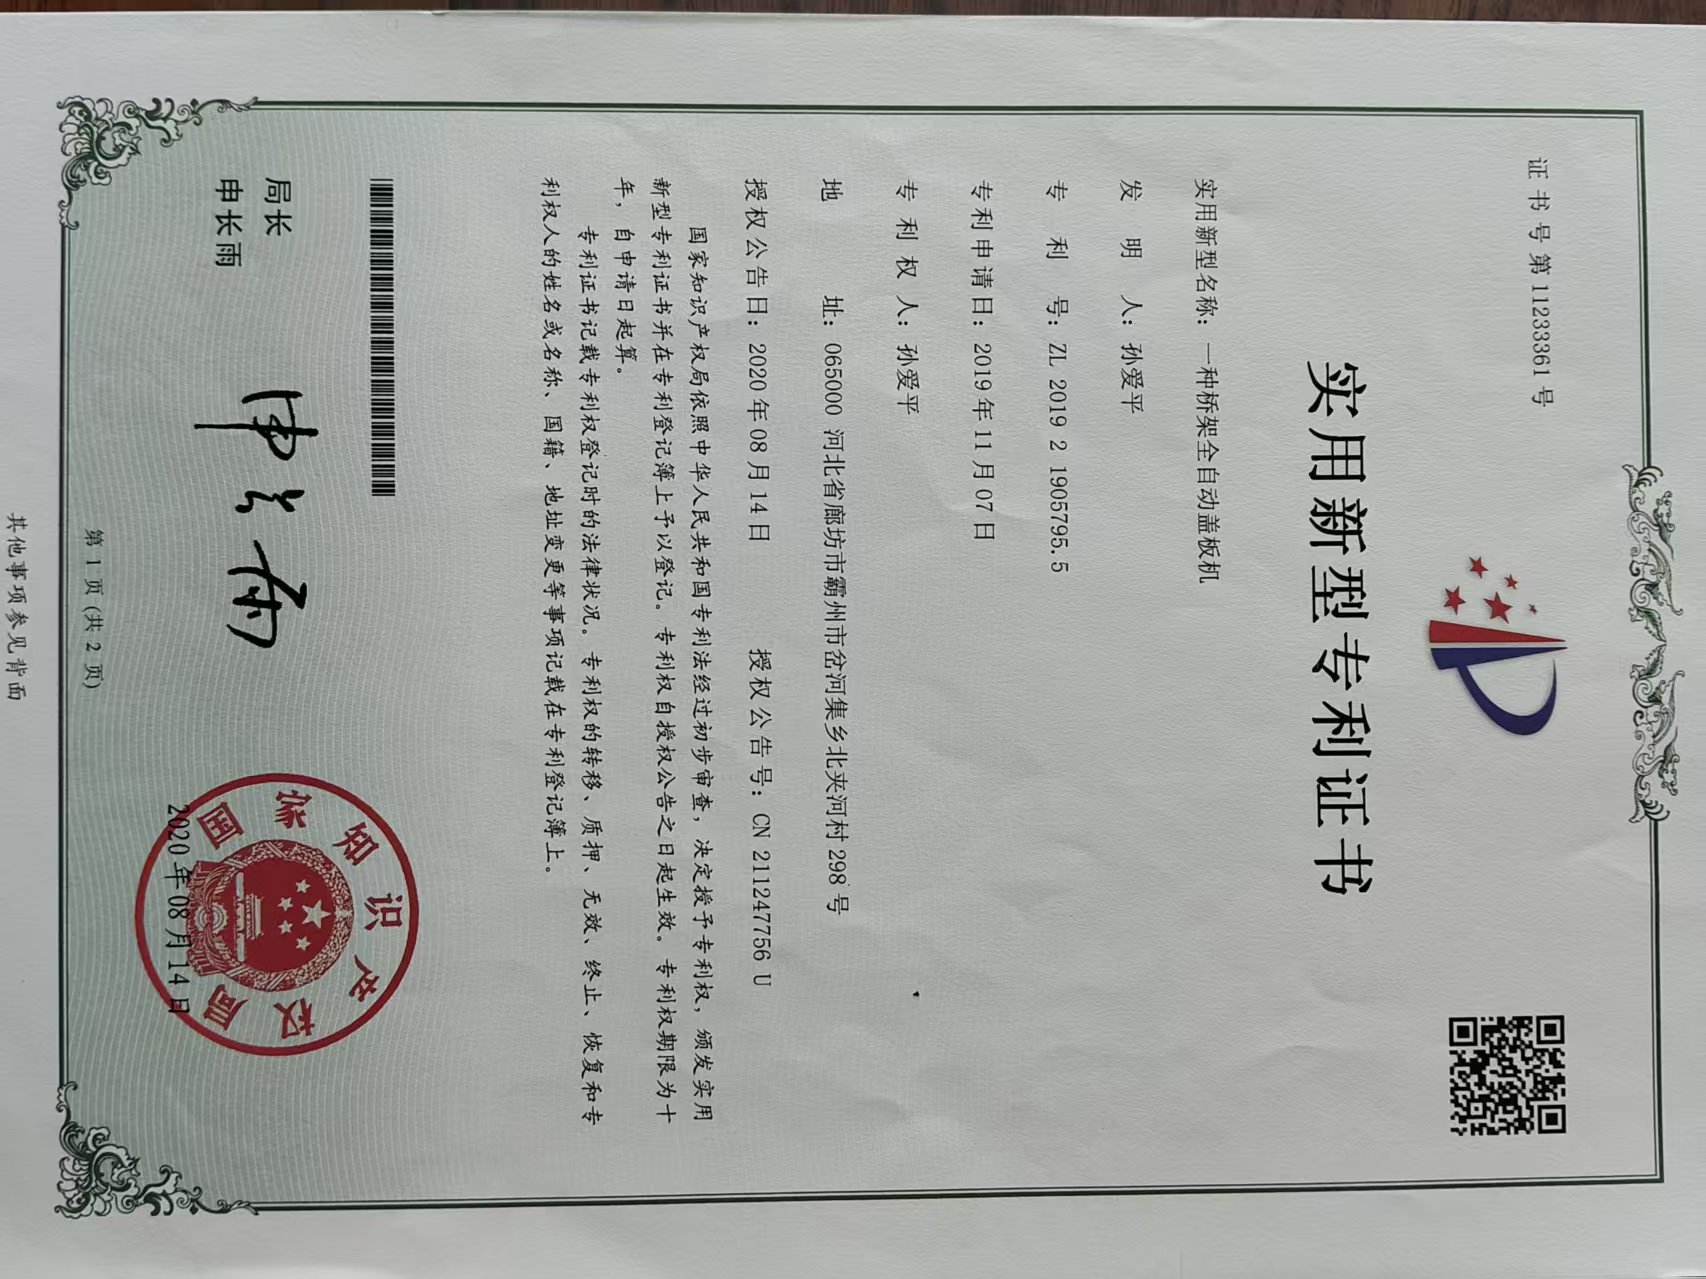 证书号第11233361号
实用新型专利证书
实用新型名称：一种桥架全自动盖板机
发明人：孙爱平
专利号：ZL 2019 2 1905795.5
专利申请日：2019年11月07日
专利权人：孙爱平
地址：065000 河北省廊坊市霸州市岔河集乡北夹河村298号
授权公告日：2020年08月14日 授权公告号：CN 211247756 U
国家知识产权局依照中华人民共和国专利法经过初步审查，决定授予专利权，颁发实用
新型专利证书并在专利登记簿上予以登记。专利权自授权公告之日起生效。专利权期限为十
年，自申请日起算。
专利证书记载专利权登记时的法律状况。专利权的转移、质押、无效、终止、恢复和专
利权人的姓名或名称、国籍、地址变更等事项记载在专利登记簿上。
局长
申长雨
申长雨
国家知识产权局
2020年08月14日
第 1 页 (共 2 页)
其他事项参见背面